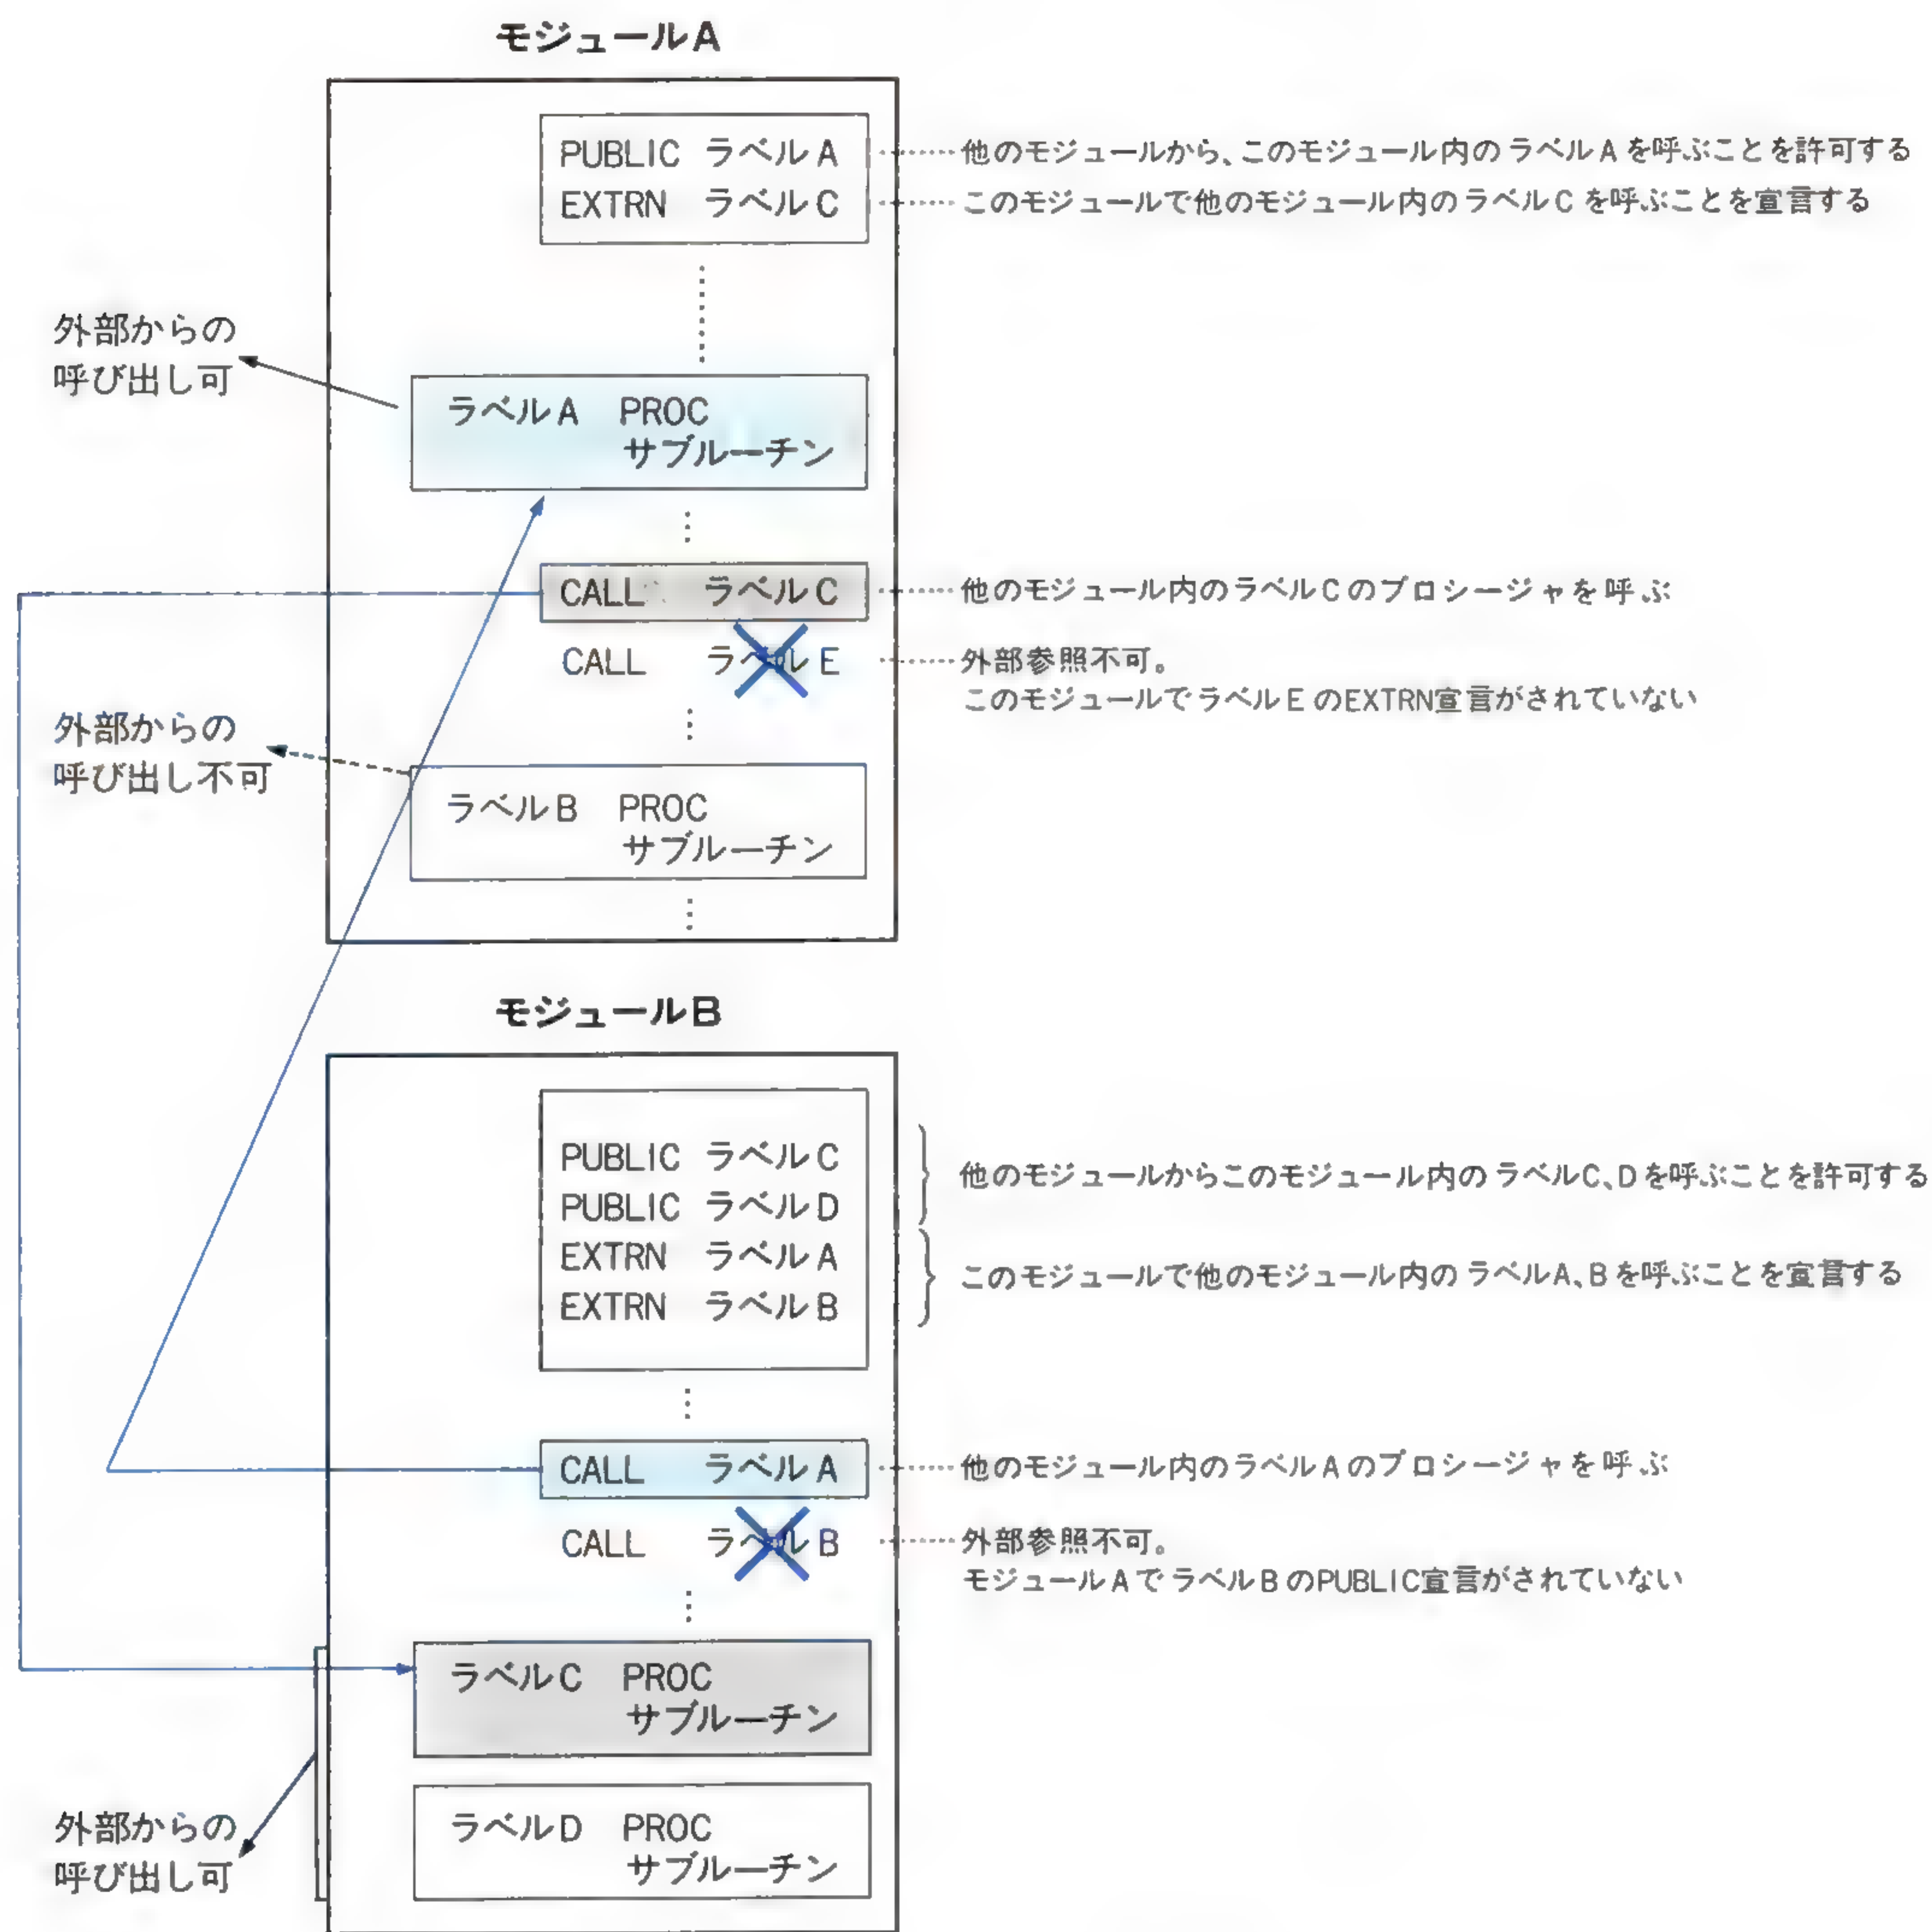 モジュールA
PUBLIC ラベルA
他のモジュールから、このモジュール内のラベルAを呼ぶことを許可する
EXTRN ラベルC
このモジュールで他のモジュール内のラベルCを呼ぶことを宣言する
外部からの
呼び出し可
ラベルA PROC
サブルーチン
CALL ラベルC
他のモジュール内のラベルCのプロシージャを呼ぶ
CALL ラベルE
外部参照不可。
このモジュールでラベルEのEXTRN宣言がされていない
外部からの
呼び出し不可
ラベルB PROC
サブルーチン
モジュールB
PUBLIC ラベルC
PUBLIC ラベルD
他のモジュールからこのモジュール内のラベルC、Dを呼ぶことを許可する
EXTRN ラベルA
EXTRN ラベルB
このモジュールで他のモジュール内のラベルA、Bを呼ぶことを宣言する
CALL ラベルA
他のモジュール内のラベルAのプロシージャを呼ぶ
CALL ラベルB
外部参照不可。
モジュールAでラベルBのPUBLIC宣言がされていない
ラベルC PROC
サブルーチン
外部からの
呼び出し可
ラベルD PROC
サブルーチン